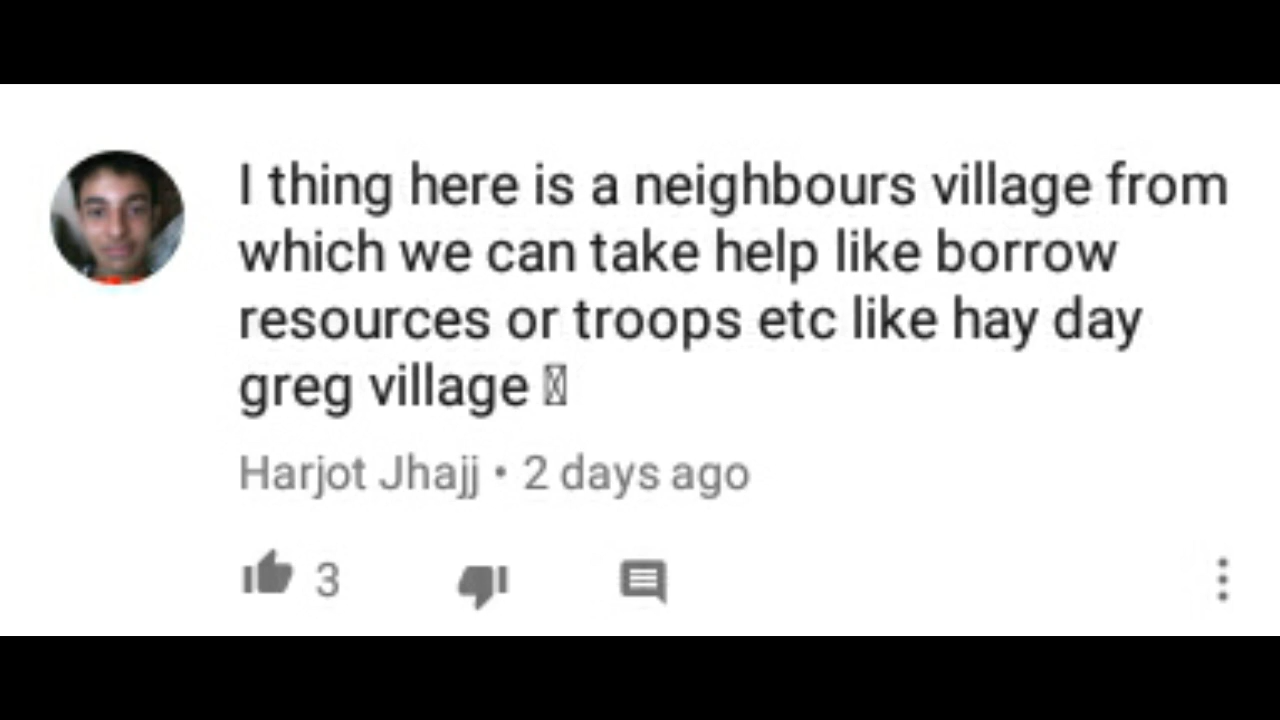 I thing here is a neighbours village from
which we can take help like borrow
resources or troops etc like hay day
greg village
Harjot Jhajj • 2 days ago
3